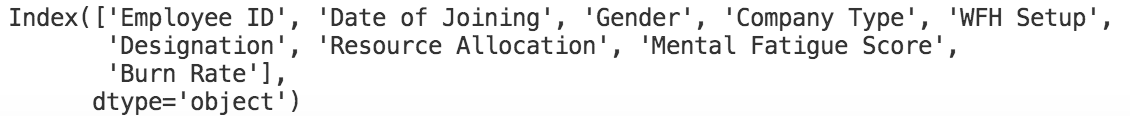 Index(['Employee ID', 'Date of Joining', 'Gender', 'Company Type', 'WFH Setup',
'Designation', 'Resource Allocation', 'Mental Fatigue Score',
'Burn Rate'],
dtype='object')